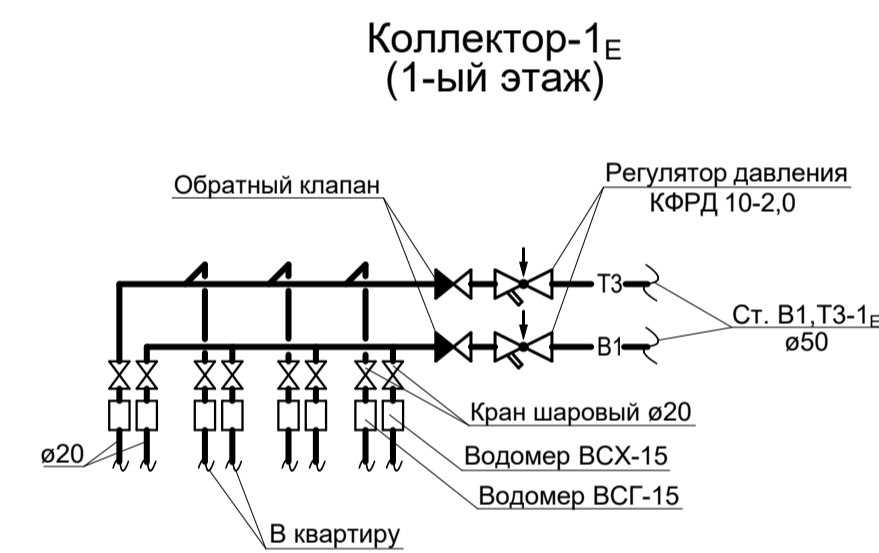 Коллектор-1Е
(1-ый этаж)
Обратный клапан
Регулятор давления
КФРД 10-2,0
Т3
Ст. В1,Т3-1Е
ø50
В1
Кран шаровый ø20
ø20
Водомер ВСХ-15
Водомер ВСГ-15
В квартиру